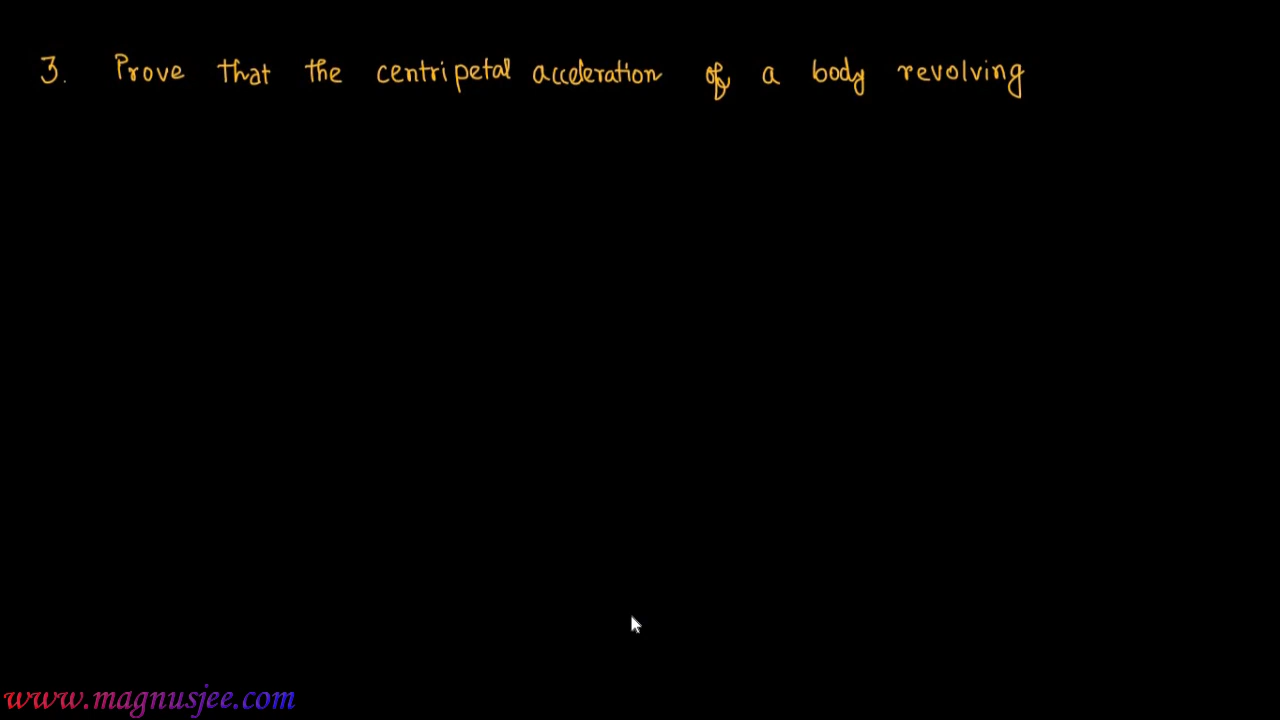 3. Prove that the centripetal acceleration of a body revolving
www.magnusjee.com